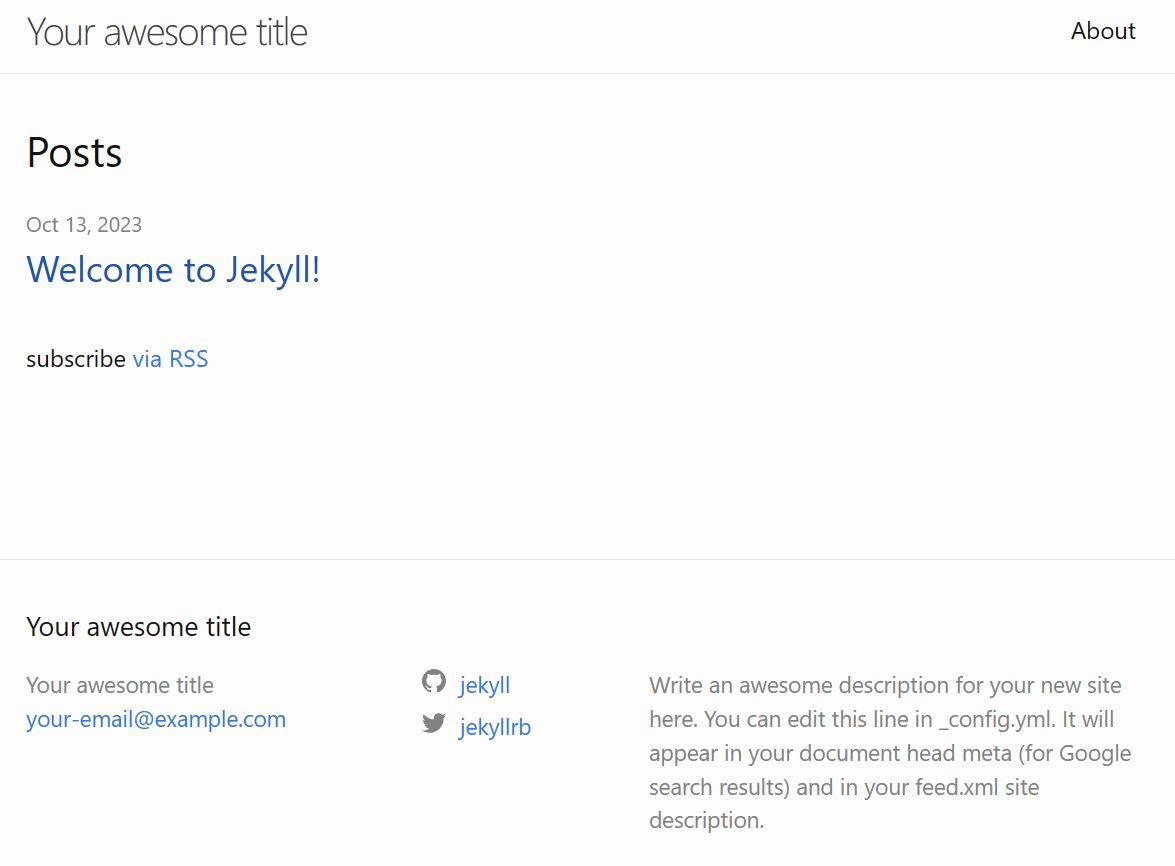 Your awesome title
About
Posts
Oct 13, 2023
Welcome to Jekyll!
subscribe via RSS
Your awesome title
Your awesome title
your-email@example.com
jekyll
jekyllrb
Write an awesome description for your new site
here. You can edit this line in _config.yml. It will
appear in your document head meta (for Google
search results) and in your feed.xml site
description.